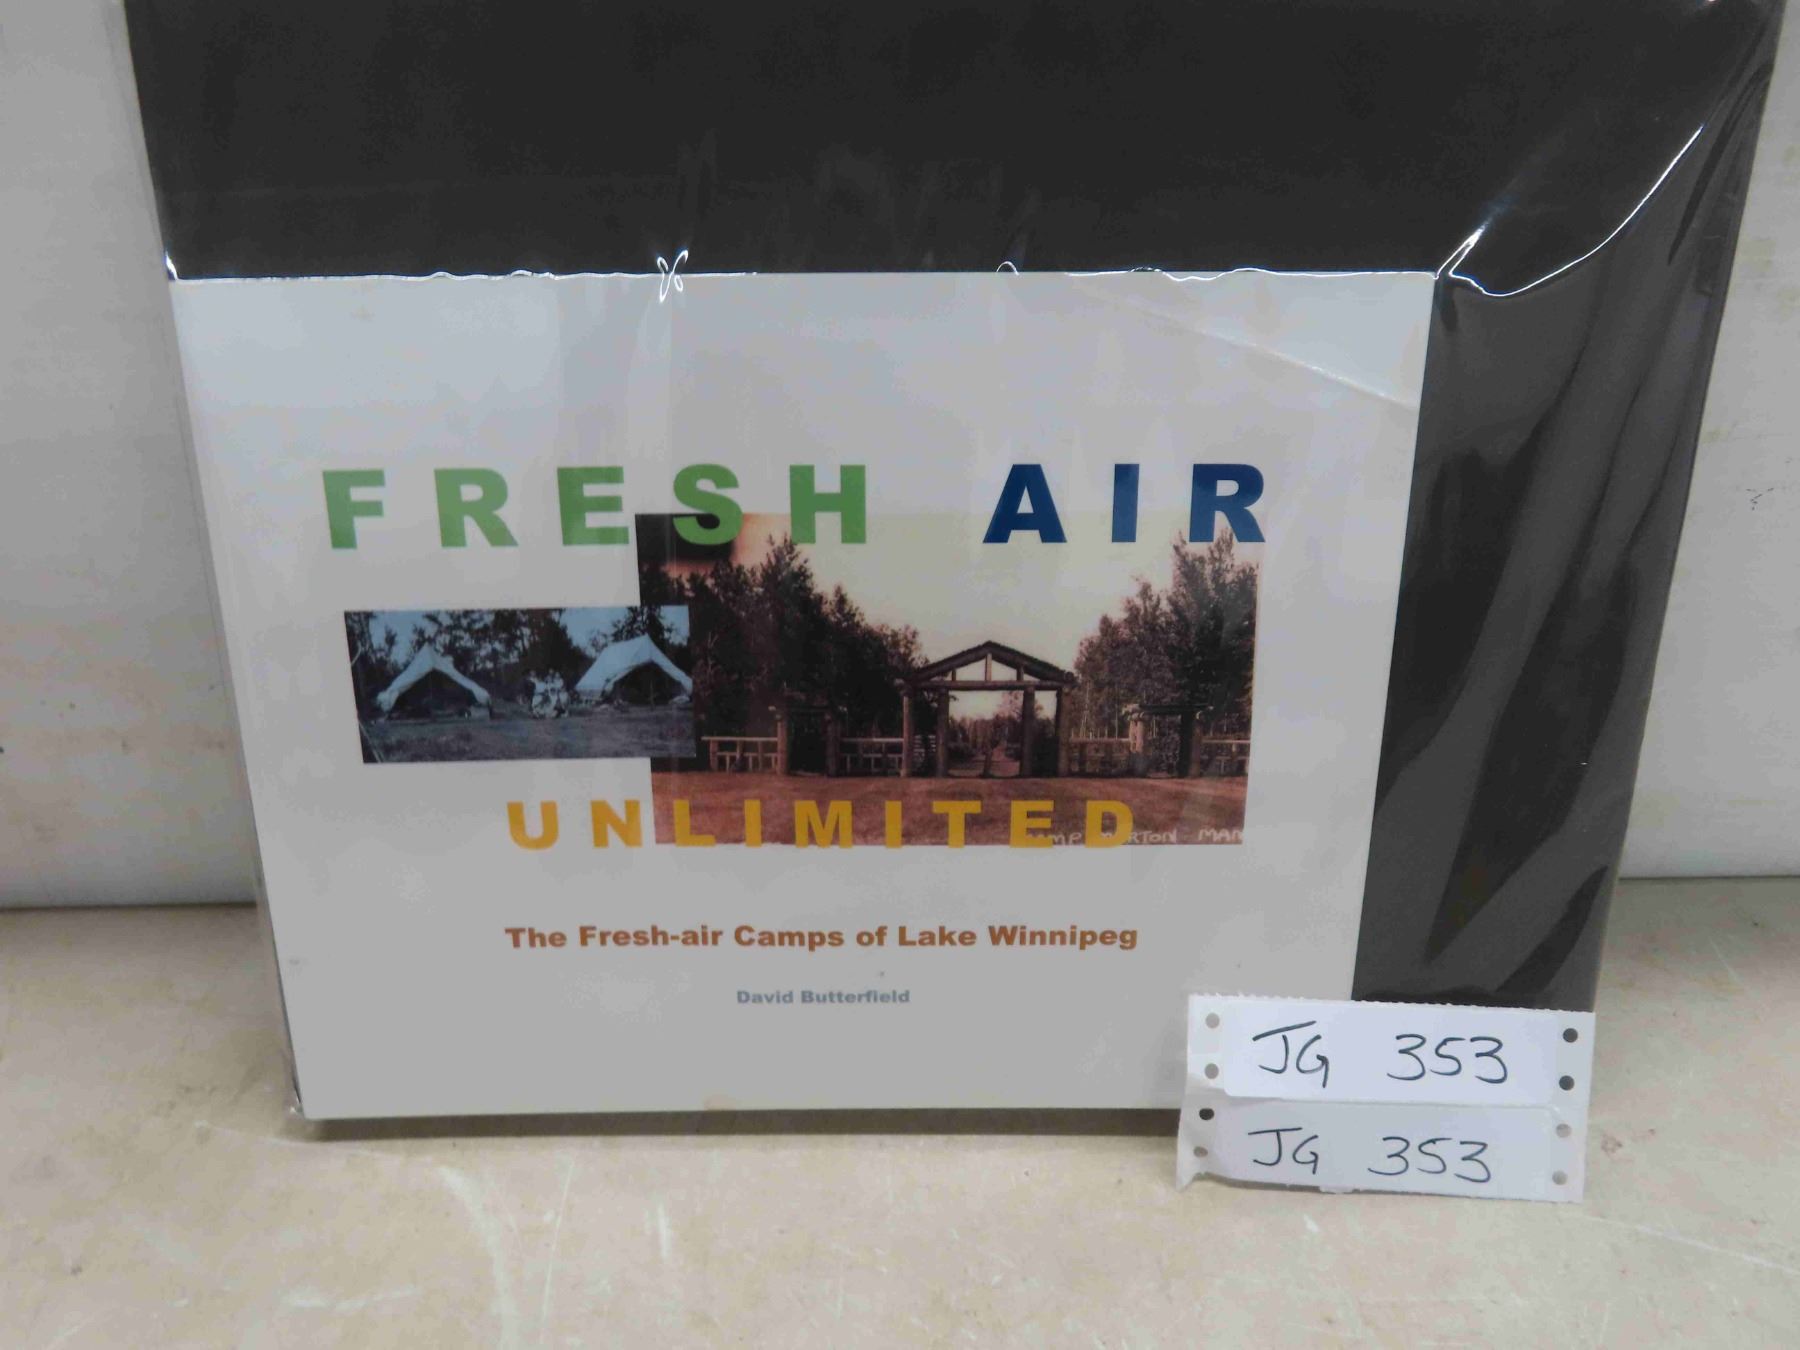 FRESH AIR
UNLIMITED
The Fresh-air Camps of Lake Winnipeg
David Butterfield
JG 353
JG 353